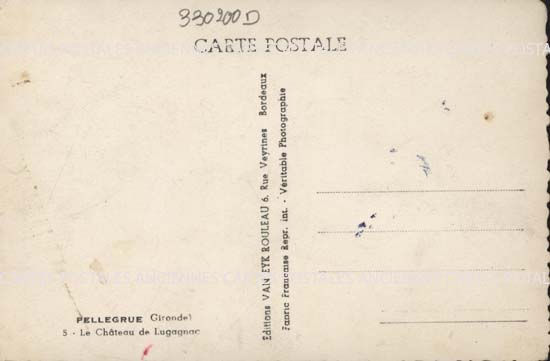 330200D
CARTE POSTALE
Editions VAN EYK ROULEAU 6, Rue Veyrines Bordeaux
Fabric Francaise Repr. int. - Véritable Photographie
PELLEGRUE Gironde)
5 - Le Château de Lugagnac